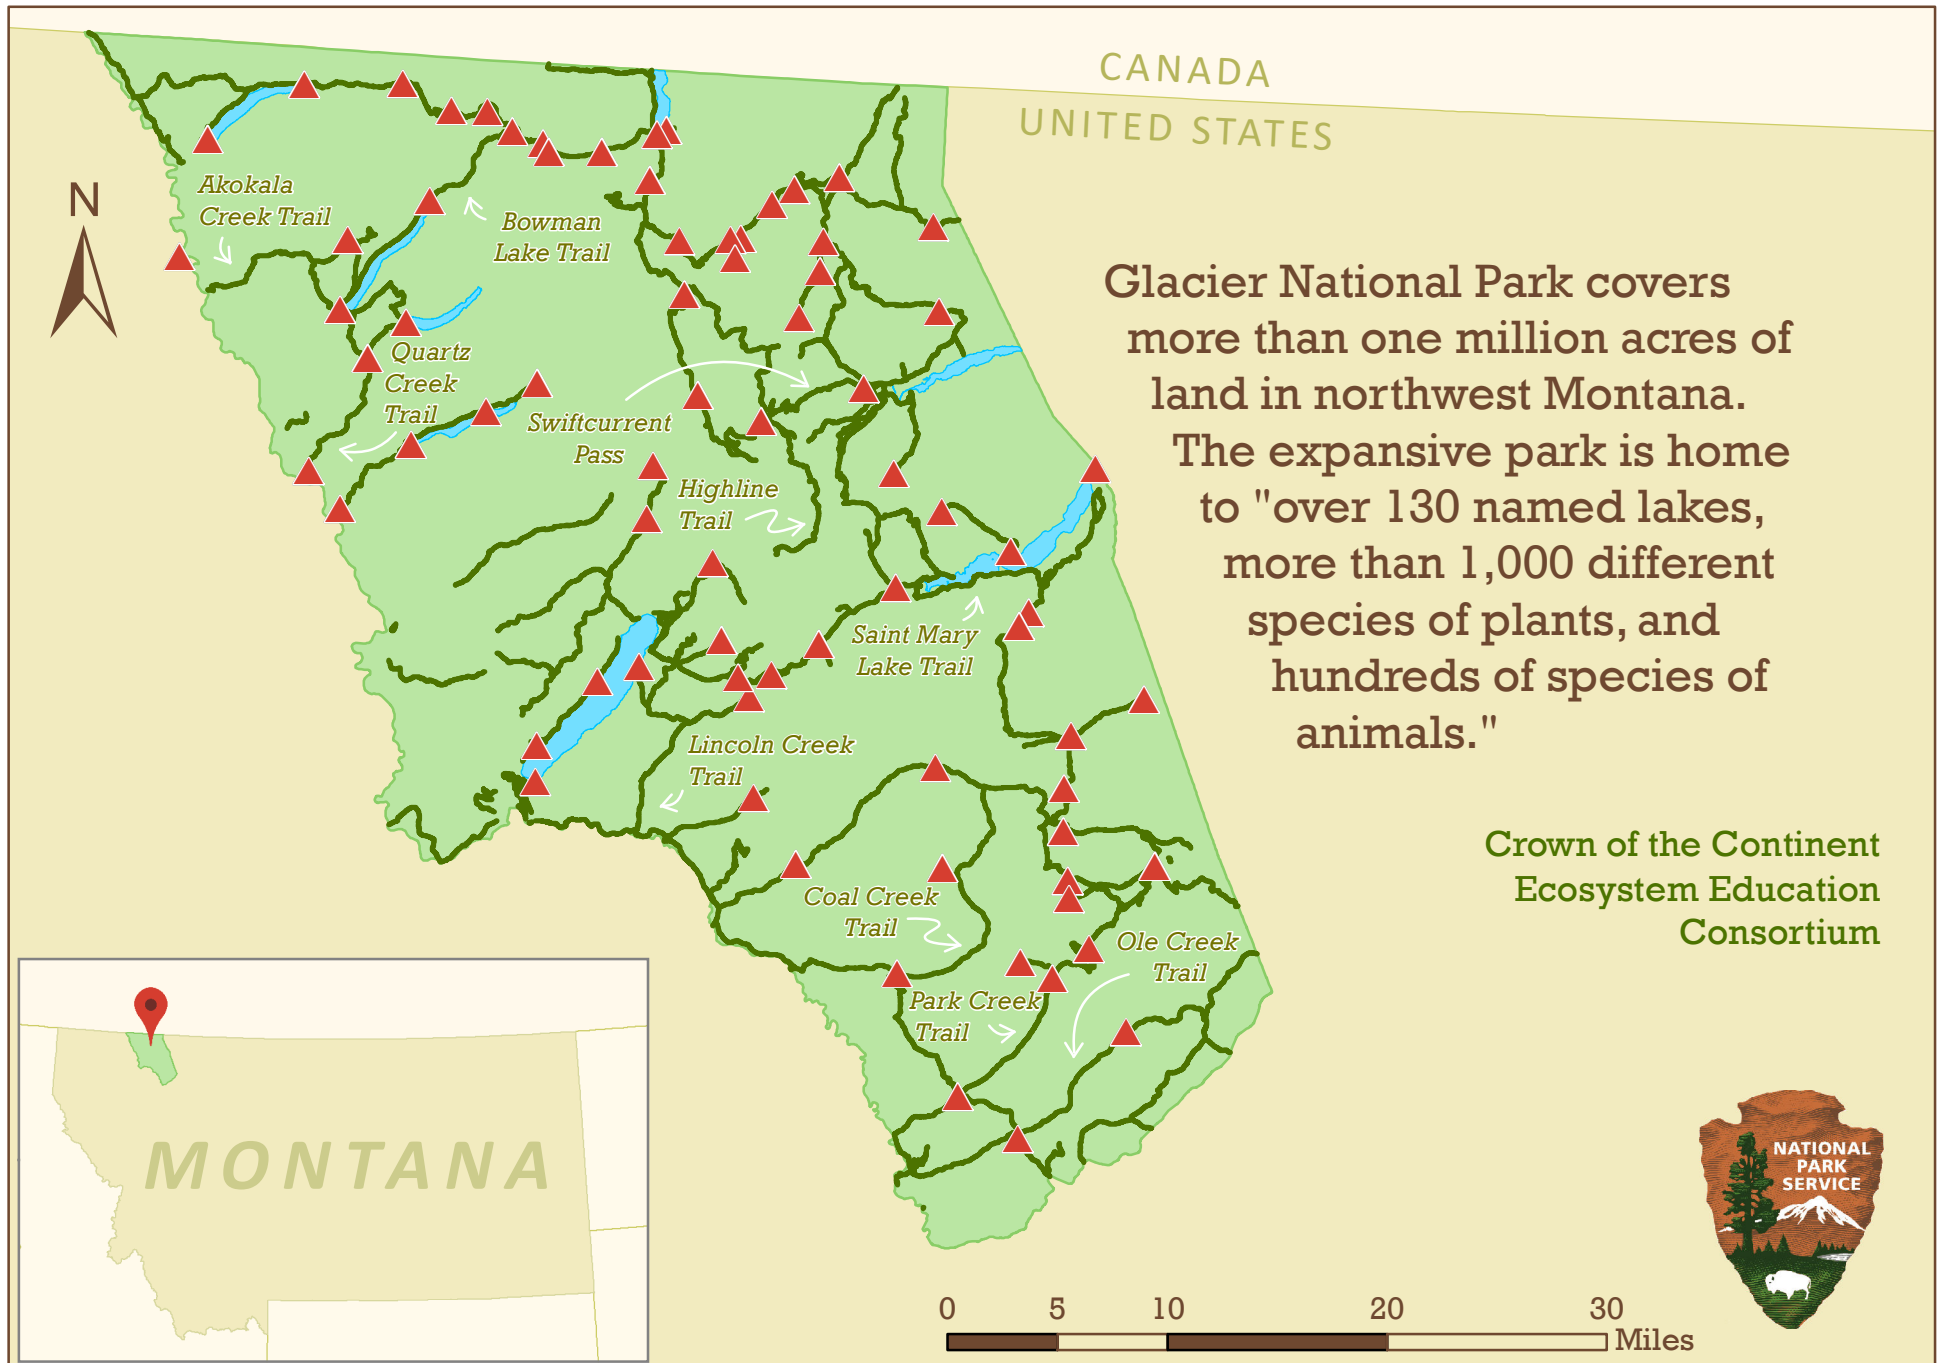 CANADA
UNITED STATES
N
Akokala
Creek Trail
Bowman
Lake Trail
Quartz
Creek
Trail
Swiftcurrent
Pass
Highline
Trail
Saint Mary
Lake Trail
Lincoln Creek
Trail
Coal Creek
Trail
Ole Creek
Trail
Park Creek
Trail
Glacier National Park covers
more than one million acres of
land in northwest Montana.
The expansive park is home
to "over 130 named lakes,
more than 1,000 different
species of plants, and
hundreds of species of
animals."
Crown of the Continent
Ecosystem Education
Consortium
MONTANA
NATIONAL
PARK
SERVICE
0 5 10 20 30
Miles